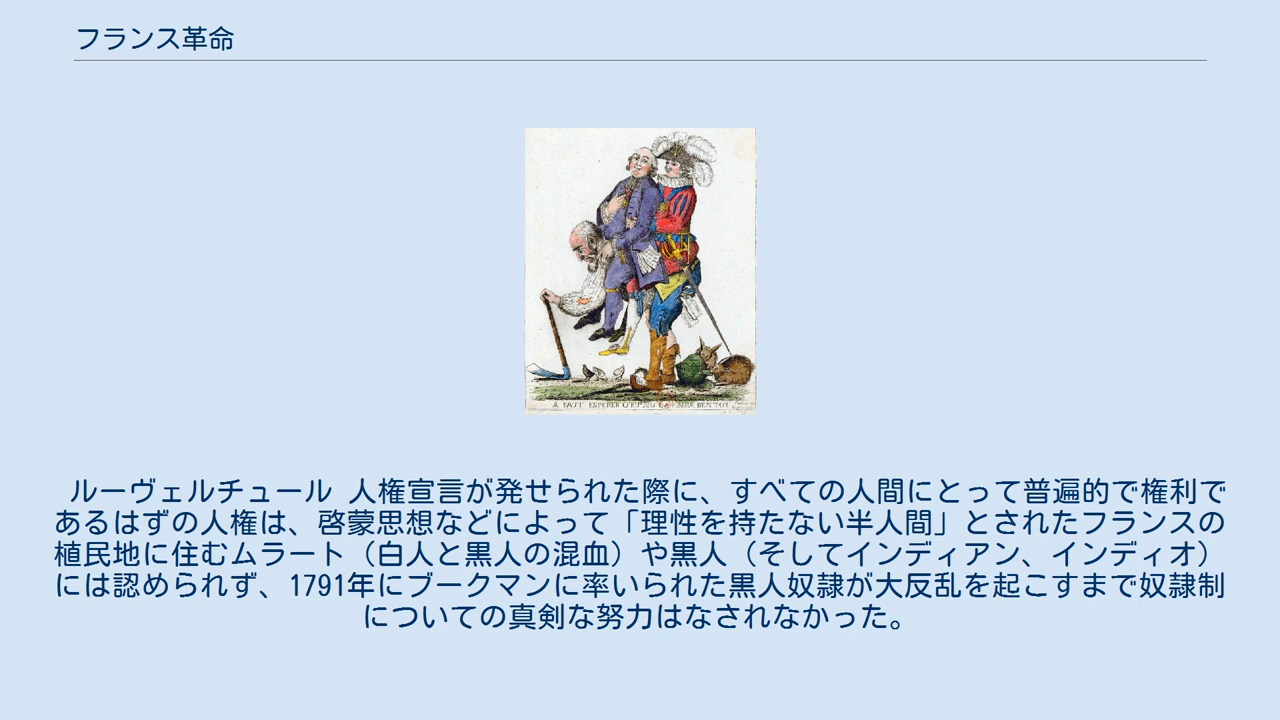 フランス革命
A FAUT ESPERER Q'EU JEU LA FINIRA BEN TOT
ルーヴェルチュール 人権宣言が発せられた際に、すべての人間にとって普遍的で権利で
あるはずの人権は、啓蒙思想などによって「理性を持たない半人間」とされたフランスの
植民地に住むムラート（白人と黒人の混血）や黒人（そしてインディアン、インディオ）
には認められず、1791年にブークマンに率いられた黒人奴隷が大反乱を起こすまで奴隷制
についての真剣な努力はなされなかった。